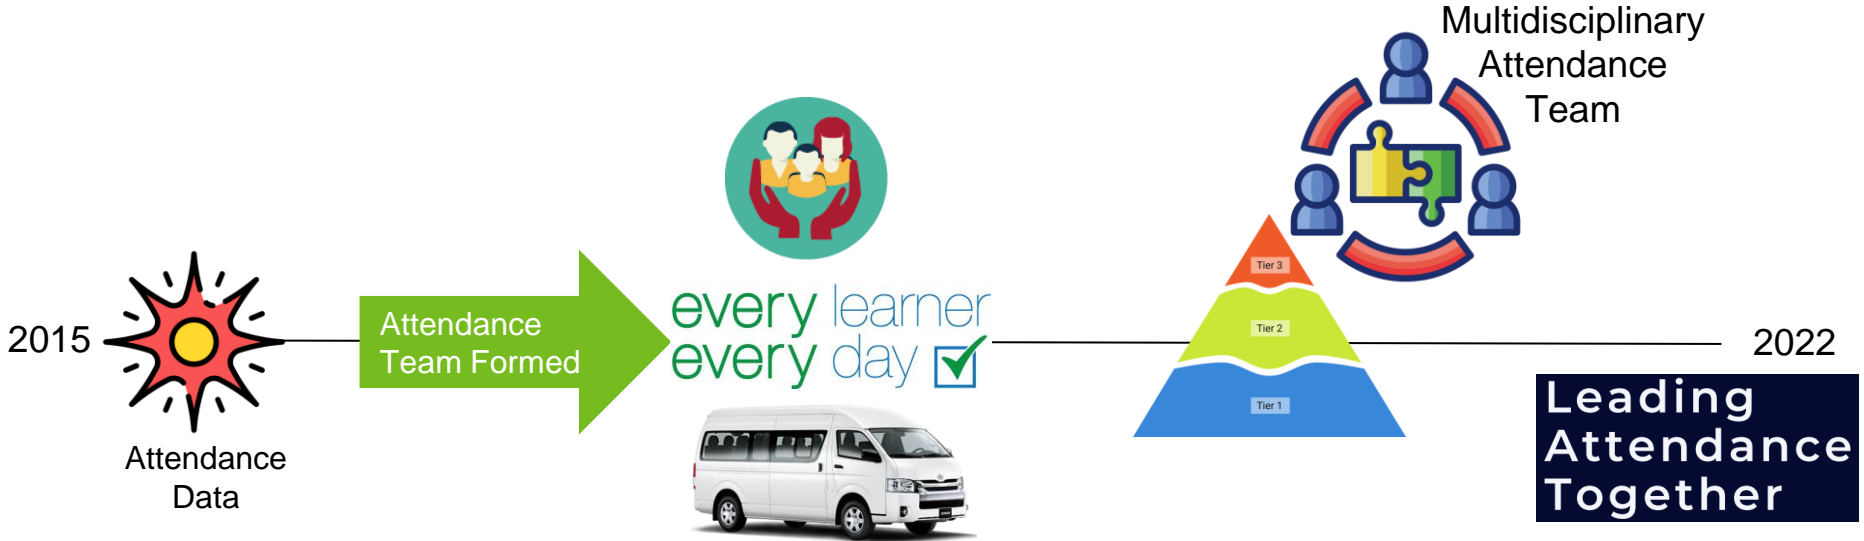 2015
Attendance
Data
Attendance
Team Formed
every learner
every day
Multidisciplinary
Attendance
Team
Tier 3
Tier 2
Tier 1
2022
Leading
Attendance
Together